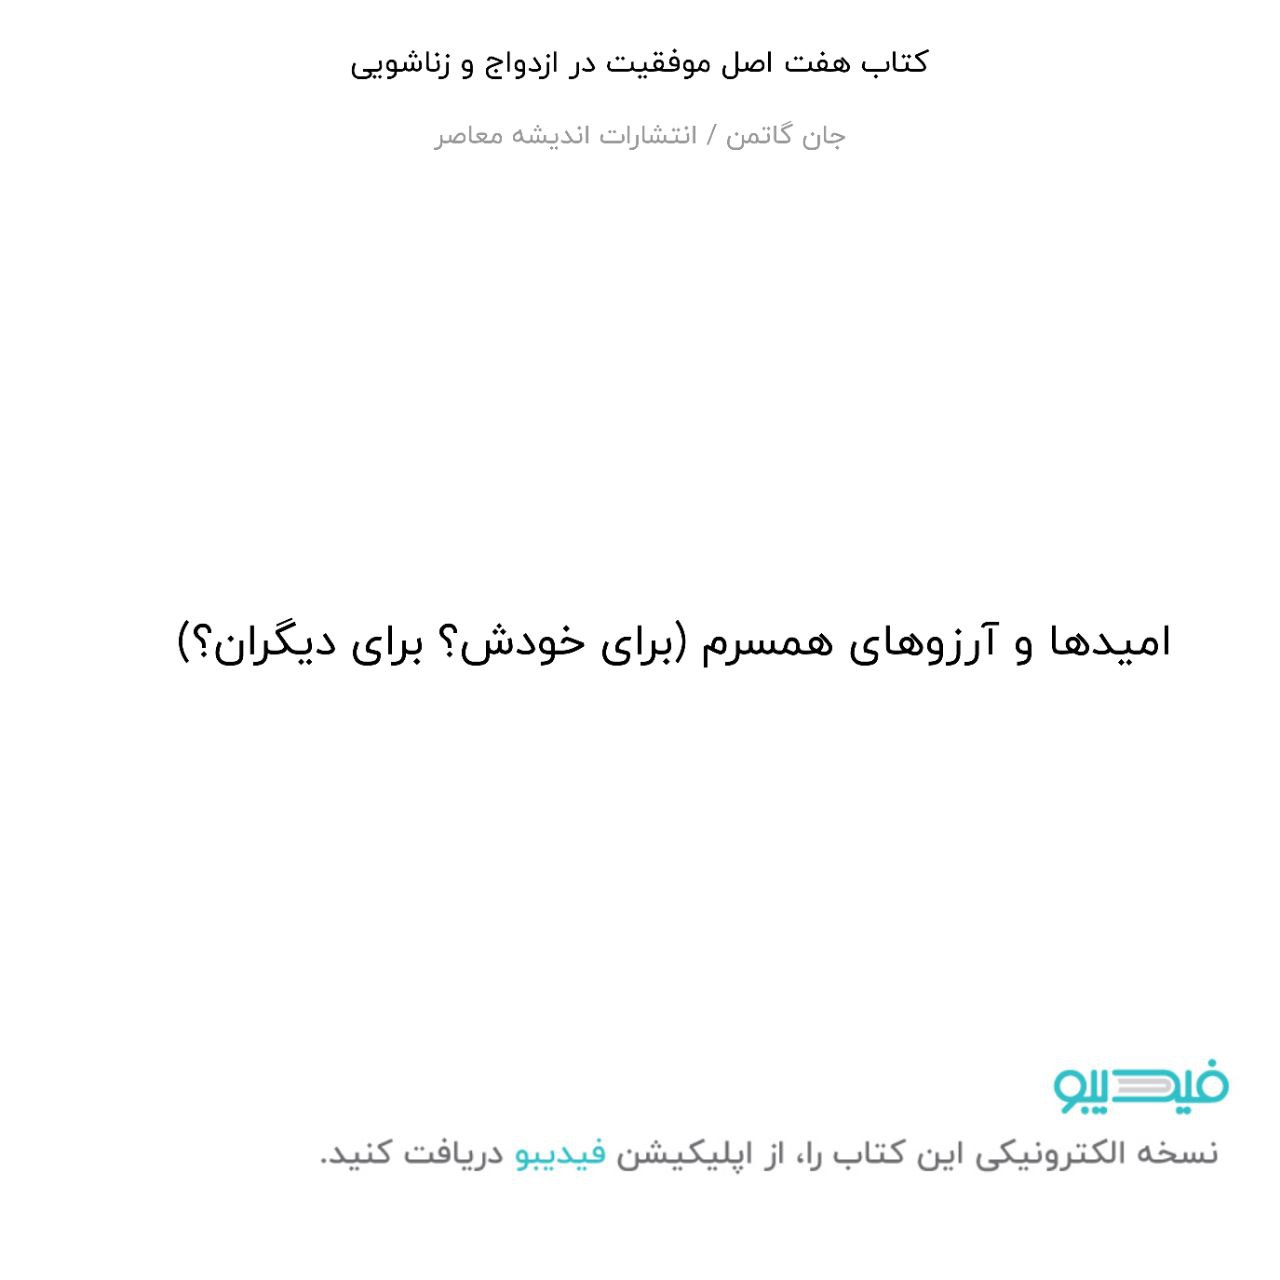 کتاب هفت اصل موفقیت در ازدواج و زناشویی
جان گاتمن / انتشارات اندیشه معاصر
امیدها و آرزوهای همسرم (برای خودش؟ برای دیگران؟)
فیدیبو
نسخه الکترونیکی این کتاب را، از اپلیکیشن فیدیبو دریافت کنید.